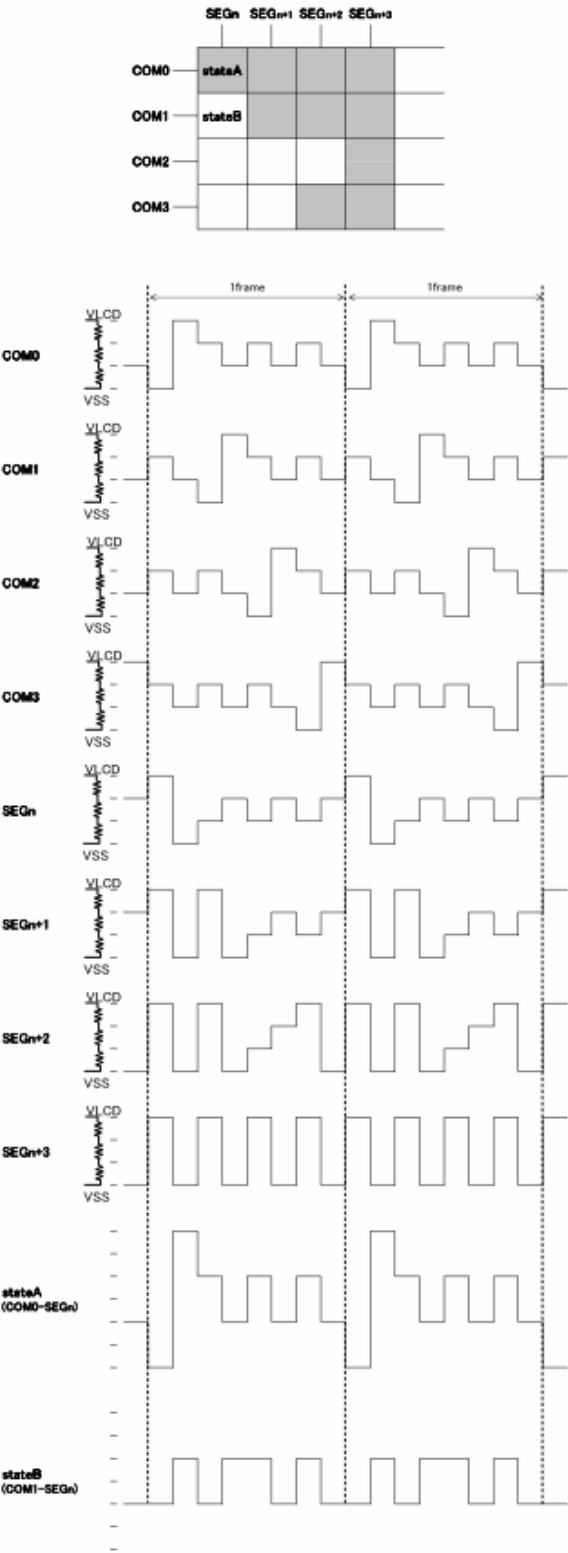 SEGn SEGn+1 SEGn+2 SEGn+3
COM0 stateA
COM1 stateB
COM2
COM3
1frame 1frame
VLCD
COM0
VSS
VLCD
COM1
VSS
VLCD
COM2
VSS
VLCD
COM3
VSS
VLCD
SEGn
VSS
VLCD
SEGn+1
VSS
VLCD
SEGn+2
VSS
VLCD
SEGn+3
VSS
stateA
(COM0-SEGn)
stateB
(COM1-SEGn)